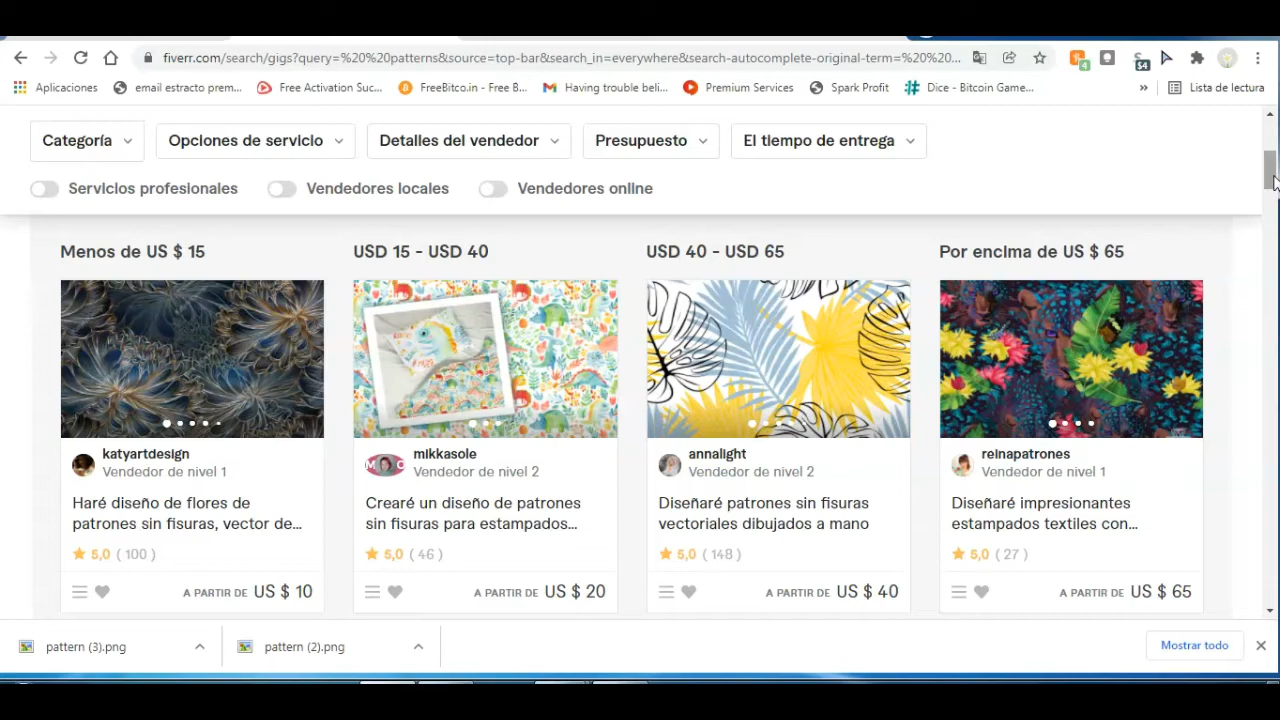 fiverr.com/search/gigs?query=%20%20patterns&source=top-bar&search_in=everywhere&search-autocomplete-original-term=%20%20...
4
$4
Aplicaciones
email estracto prem...
Free Activation Suc...
FreeBitco.in - Free B...
Having trouble beli...
Premium Services
Spark Profit
Dice - Bitcoin Game...
»
Lista de lectura
Categoría
Opciones de servicio
Detalles del vendedor
Presupuesto
El tiempo de entrega
Servicios profesionales
Vendedores locales
Vendedores online
Menos de US $ 15
USD 15 - USD 40
USD 40 - USD 65
Por encima de US $ 65
katyartdesign
Vendedor de nivel 1
Haré diseño de flores de
patrones sin fisuras, vector de...
5,0 ( 100 )
A PARTIR DE US $ 10
mikkasole
Vendedor de nivel 2
Crearé un diseño de patrones
sin fisuras para estampados...
5,0 ( 46 )
A PARTIR DE US $ 20
annalight
Vendedor de nivel 2
Diseñaré patrones sin fisuras
vectoriales dibujados a mano
5,0 ( 148 )
A PARTIR DE US $ 40
reinapatrones
Vendedor de nivel 1
Diseñaré impresionantes
estampados textiles con...
5,0 ( 27 )
A PARTIR DE US $ 65
pattern (3).png
pattern (2).png
Mostrar todo